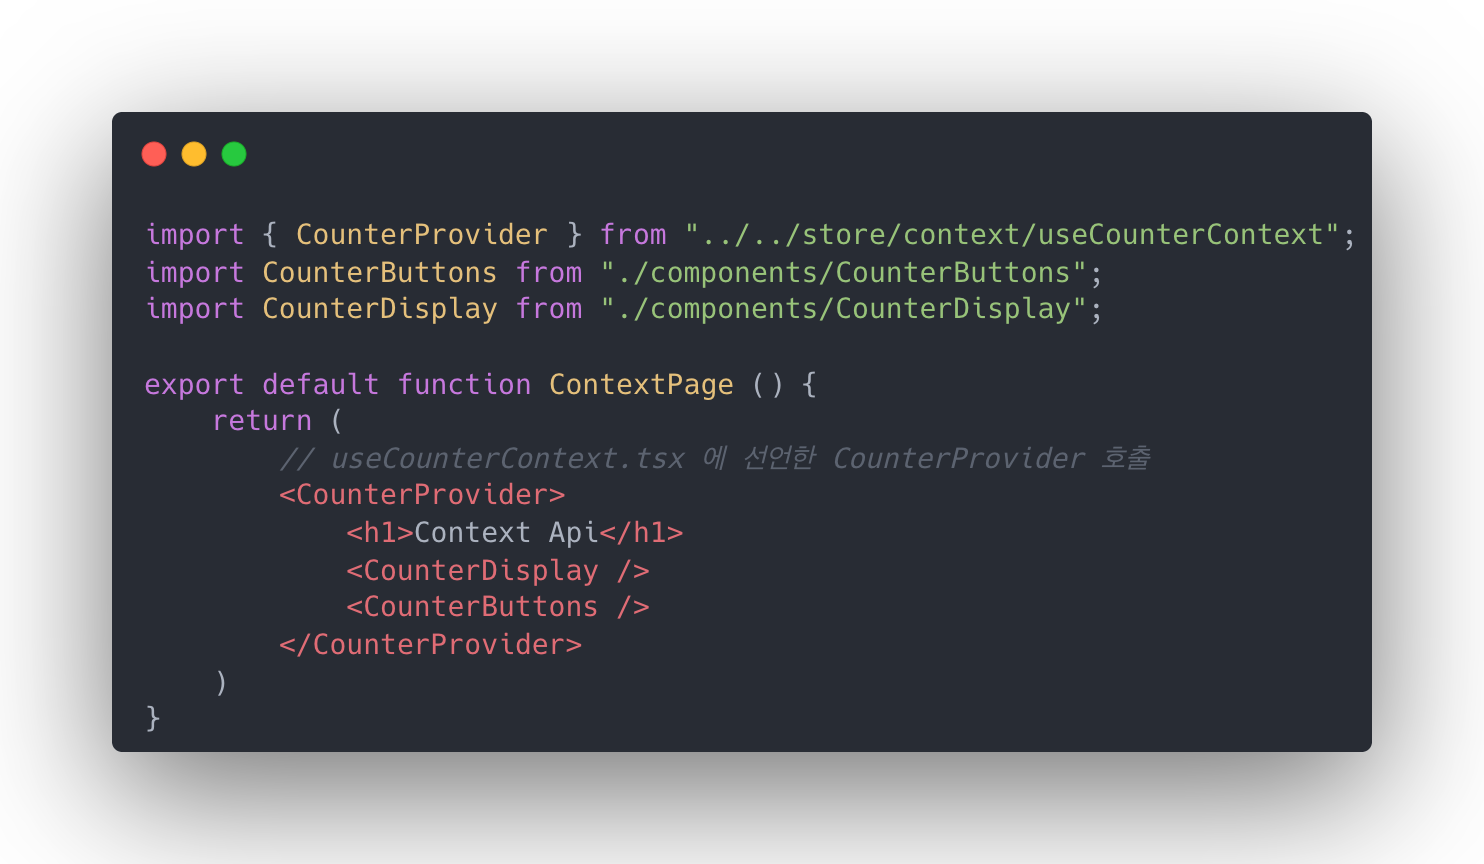 import { CounterProvider } from "../../store/context/useCounterContext";
import CounterButtons from "./components/CounterButtons";
import CounterDisplay from "./components/CounterDisplay";

export default function ContextPage () {
    return (
        // useCounterContext.tsx 에 선언한 CounterProvider 호출
        <CounterProvider>
            <h1>Context Api</h1>
            <CounterDisplay />
            <CounterButtons />
        </CounterProvider>
    )
}